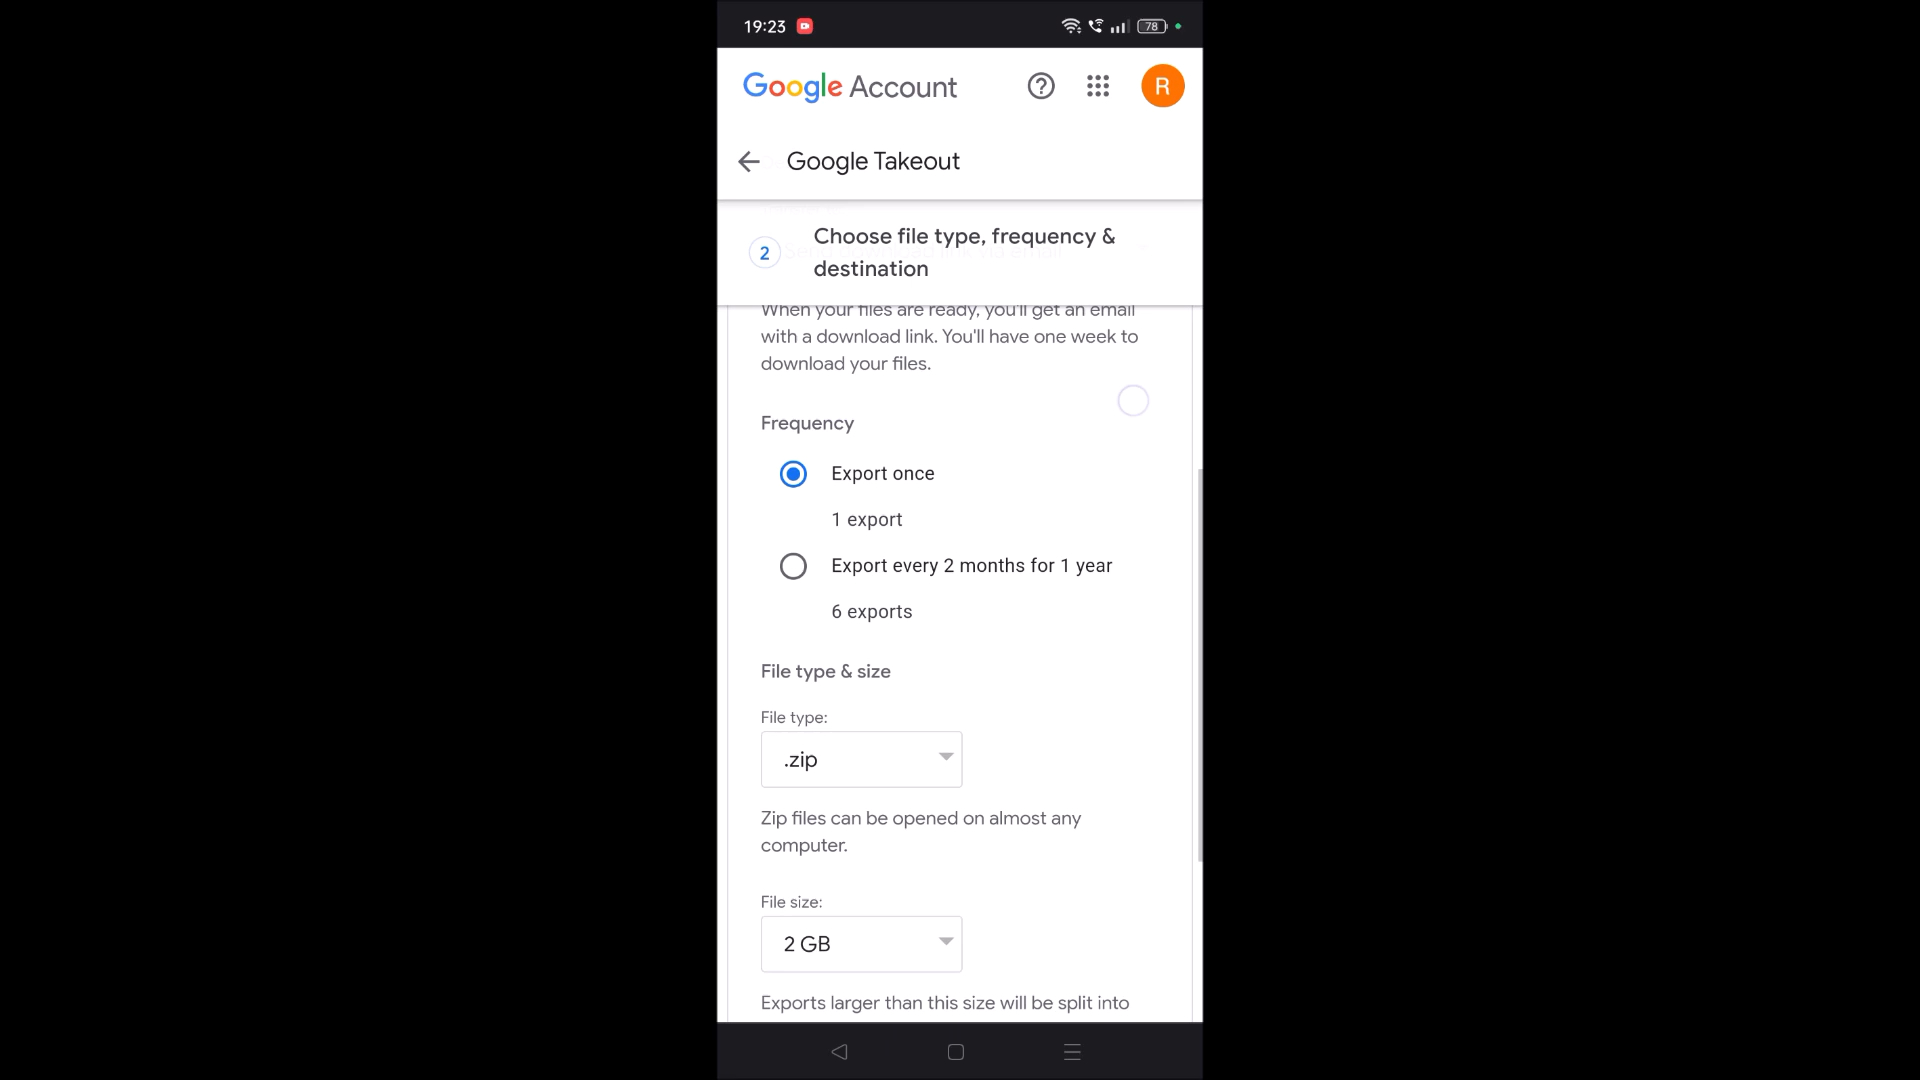 19:23
78
Google Account
R
Google Takeout
2
Choose file type, frequency &
destination
When your files are ready, you'll get an email
with a download link. You'll have one week to
download your files.
Frequency
Export once
1 export
Export every 2 months for 1 year
6 exports
File type & size
File type:
.zip
Zip files can be opened on almost any
computer.
File size:
2 GB
Exports larger than this size will be split into